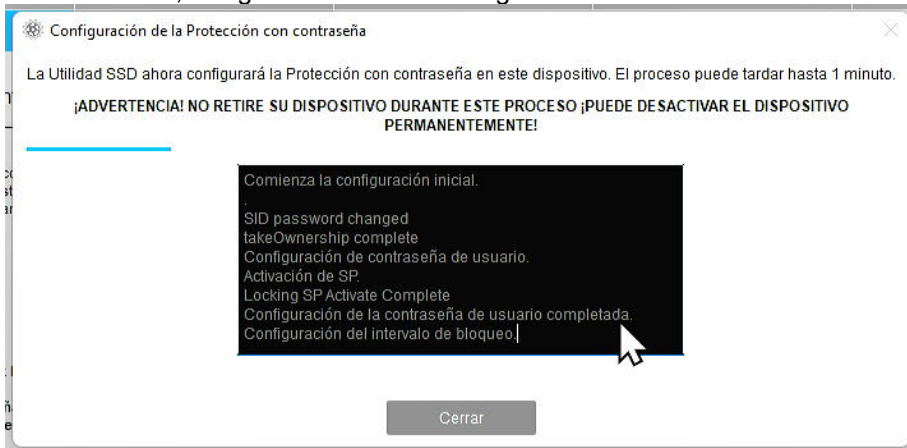 Configuración de la Protección con contraseña
La Utilidad SSD ahora configurará la Protección con contraseña en este dispositivo. El proceso puede tardar hasta 1 minuto.
¡ADVERTENCIA! NO RETIRE SU DISPOSITIVO DURANTE ESTE PROCESO ¡PUEDE DESACTIVAR EL DISPOSITIVO
PERMANENTEMENTE!
Comienza la configuración inicial.
.
SID password changed
takeOwnership complete
Configuración de contraseña de usuario.
Activación de SP.
Locking SP Activate Complete
Configuración de la contraseña de usuario completada.
Configuración del intervalo de bloqueo.
Cerrar